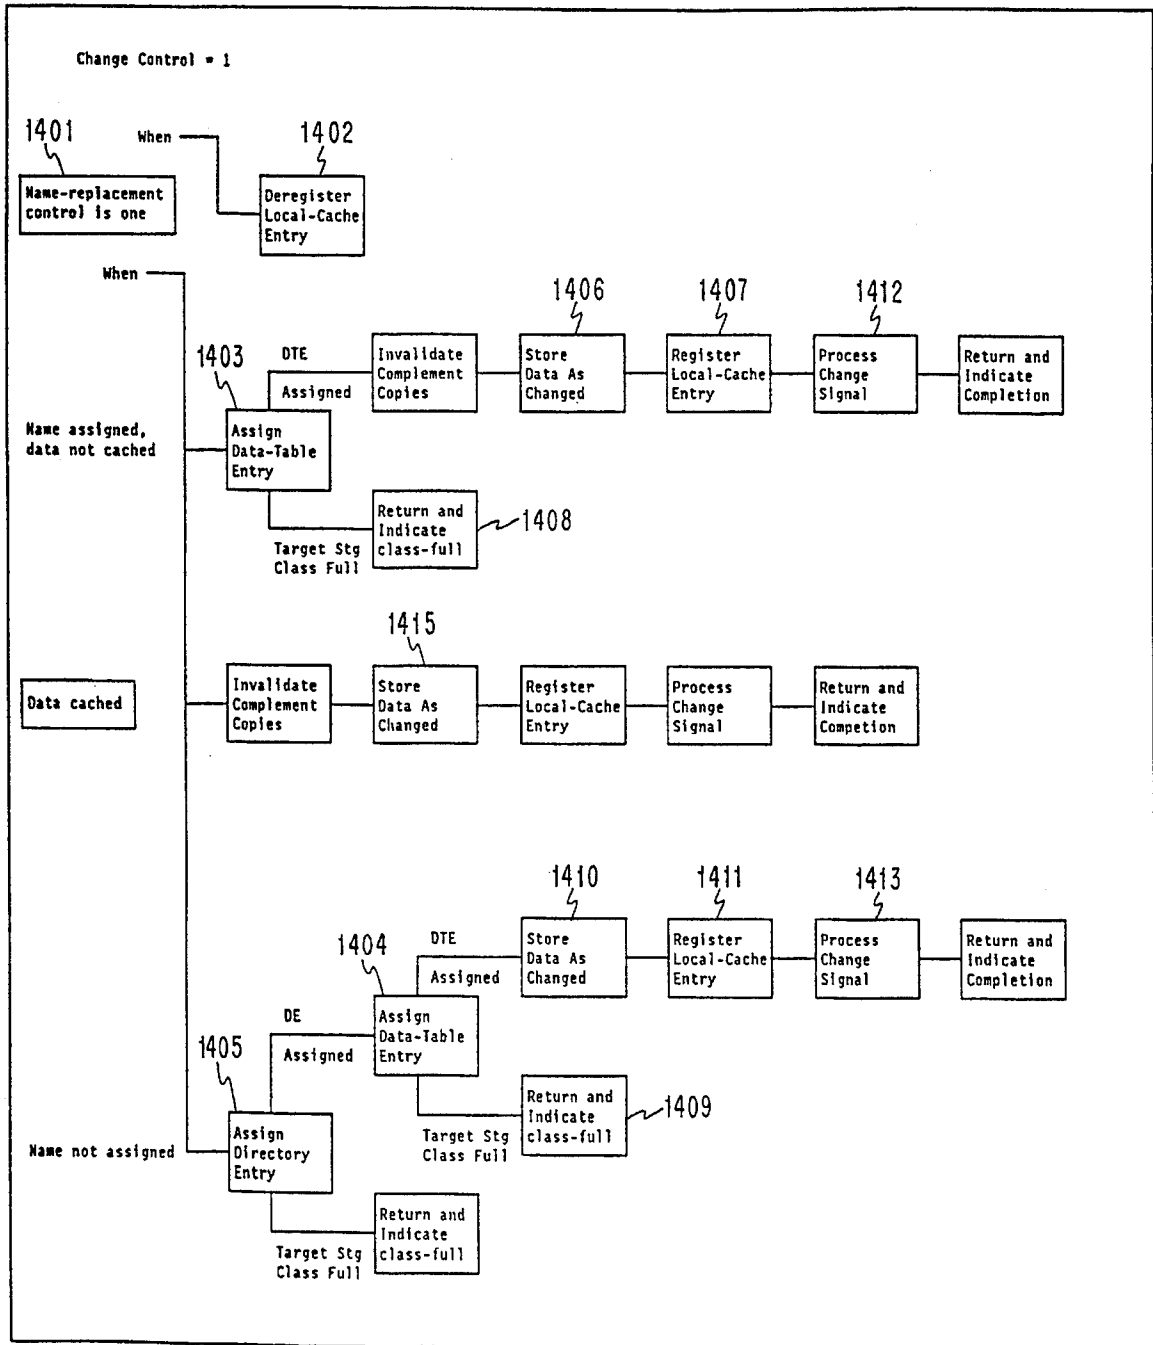 Change Control = 1
1401
When
1402
Name-replacement
control is one
Deregister
Local-Cache
Entry
When
1406
1407
1412
1403
DTE
Assigned
Invalidate
Complement
Copies
Store
Data As
Changed
Register
Local-Cache
Entry
Process
Change
Signal
Return and
Indicate
Completion
Name assigned,
data not cached
Assign
Data-Table
Entry
Return and
Indicate
class-full
1408
Target Stg
Class Full
1415
Data cached
Invalidate
Complement
Copies
Store
Data As
Changed
Register
Local-Cache
Entry
Process
Change
Signal
Return and
Indicate
Competion
1410
1411
1413
1404
DTE
Assigned
Store
Data As
Changed
Register
Local-Cache
Entry
Process
Change
Signal
Return and
Indicate
Completion
1405
DE
Assigned
Assign
Data-Table
Entry
Return and
Indicate
class-full
1409
Target Stg
Class Full
Name not assigned
Assign
Directory
Entry
Return and
Indicate
class-full
Target Stg
Class Full